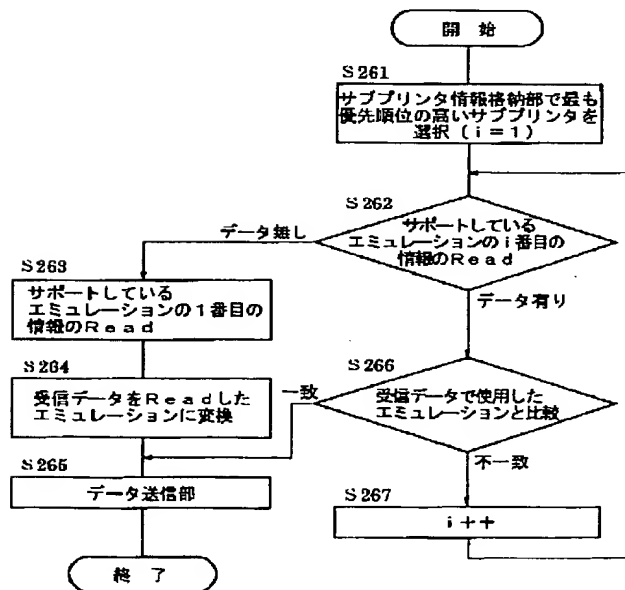 開 始
S261
サブプリンタ情報格納部で最も
優先順位の高いサブプリンタを
選択 (i=1)
S262
サポートしている
エミュレーションのi番目の
情報のRead
データ無し
データ有り
S263
サポートしている
エミュレーションの1番目の
情報のRead
S264
受信データをReadした
エミュレーションに変換
S266
受信データで使用した
エミュレーションと比較
一致
不一致
S265
データ送信部
S267
i++
終 了